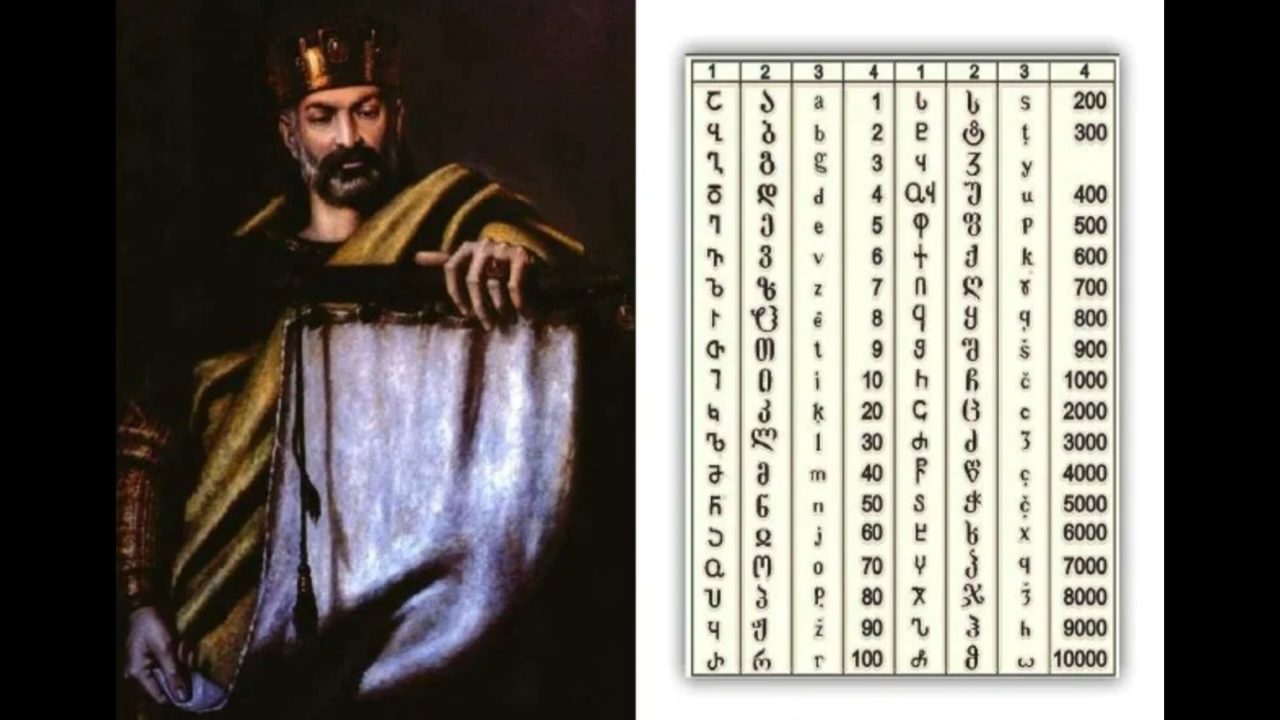 1 2 3 4 1 2 3 4
Ⴀ ა a 1 Ⴑ ს s 200
Ⴁ ბ b 2 Ⴒ ტ ṭ 300
Ⴂ გ g 3 Ⴣ ჳ y
Ⴃ დ d 4 ႭჃ უ u 400
Ⴄ ე e 5 Ⴔ ფ p 500
Ⴅ ვ v 6 Ⴕ ქ k 600
Ⴆ ზ z 7 Ⴖ ღ ɤ 700
Ⴡ ჱ ē 8 Ⴗ ყ q̣ 800
Ⴇ თ t 9 Ⴘ შ š 900
Ⴈ ი i 10 Ⴙ ჩ č 1000
Ⴉ კ ḳ 20 Ⴚ ც c 2000
Ⴊ ლ l 30 Ⴛ ძ ʒ 3000
Ⴋ მ m 40 Ⴜ წ c̣ 4000
Ⴌ ნ n 50 Ⴝ ჭ č̣ 5000
Ⴢ ჲ j 60 Ⴞ ხ x 6000
Ⴍ ო o 70 Ⴤ ჴ q 7000
Ⴎ პ p̣ 80 Ⴟ ჯ ǯ 8000
Ⴏ ჟ ž 90 Ⴠ ჰ h 9000
Ⴐ რ r 100 Ⴥ ჵ ω 10000